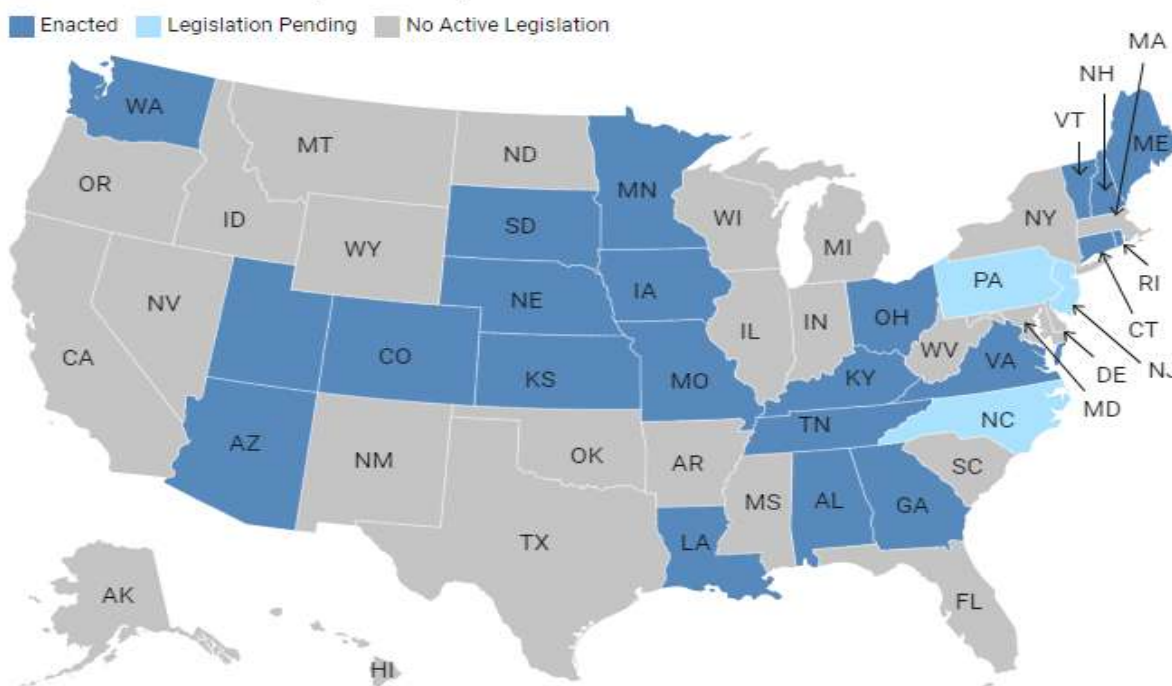 Enacted Legislation Pending No Active Legislation
MA
NH
WA
VT
ME
MT
ND
OR
MN
ID
SD
WI
NY
WY
MI
RI
PA
NE
IA
NV
OH
CT
IL
IN
CO
WV
VA
CA
KS
MO
KY
DE
NJ
MD
TN
NC
AZ
OK
NM
AR
SC
MS
AL
GA
TX
LA
AK
FL
HI